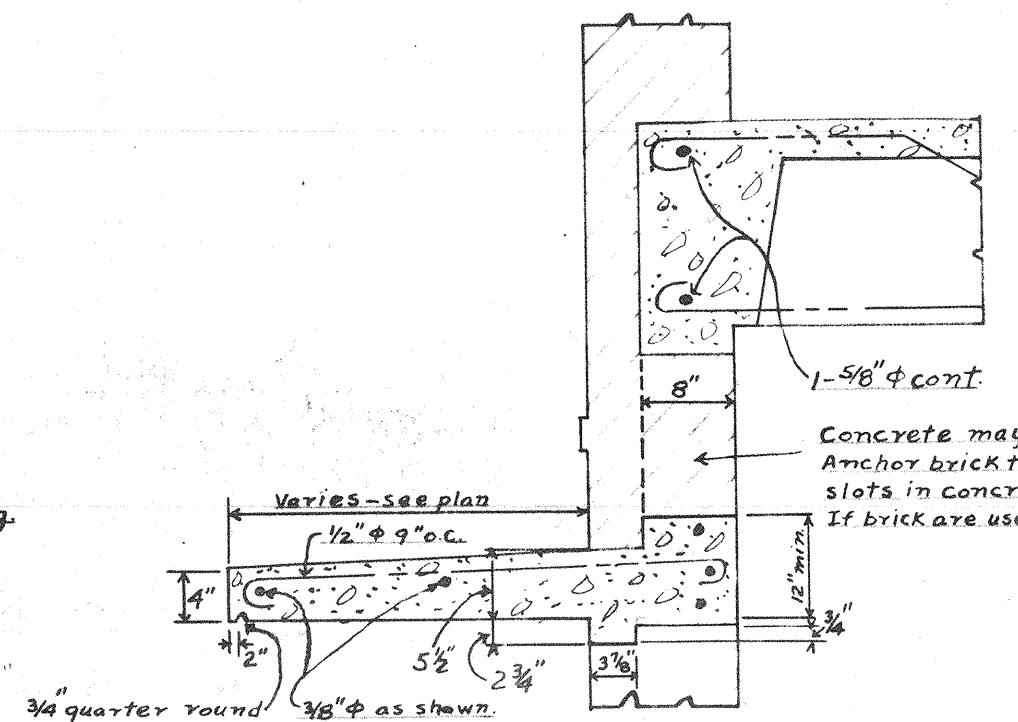 1-5/8" φ cont.
8"
Concrete may
Anchor brick t
slots in concr
If brick are use
Varies-see plan
g.
1/2" φ 9" o.c.
12" min.
4"
3/4"
2"
5 1/2"
2 3/4"
3 7/8"
3/4" quarter round
3/8" φ as shown.